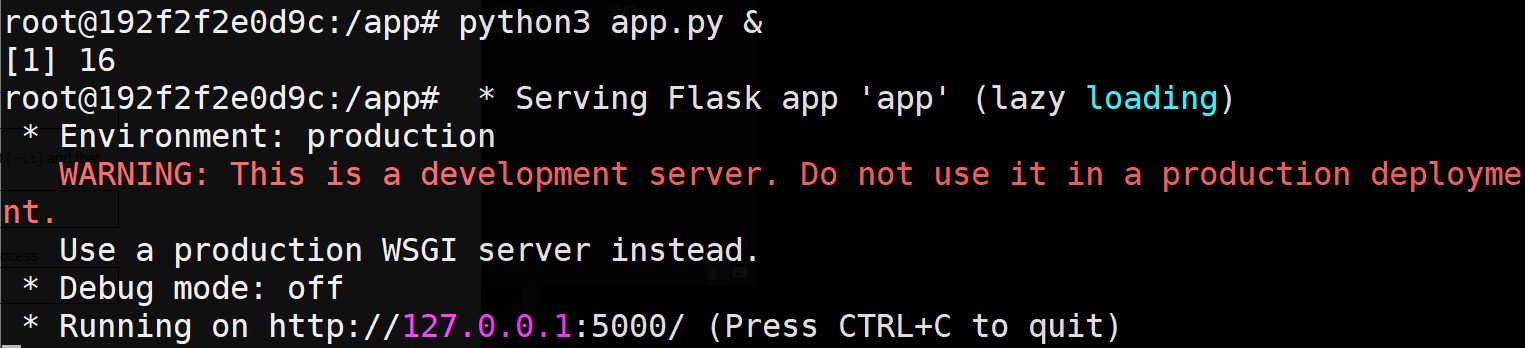 root@192f2f2e0d9c:/app# python3 app.py &
[1] 16
root@192f2f2e0d9c:/app#  * Serving Flask app 'app' (lazy loading)
 * Environment: production
   WARNING: This is a development server. Do not use it in a production deployme
nt.
   Use a production WSGI server instead.
 * Debug mode: off
 * Running on http://127.0.0.1:5000/ (Press CTRL+C to quit)